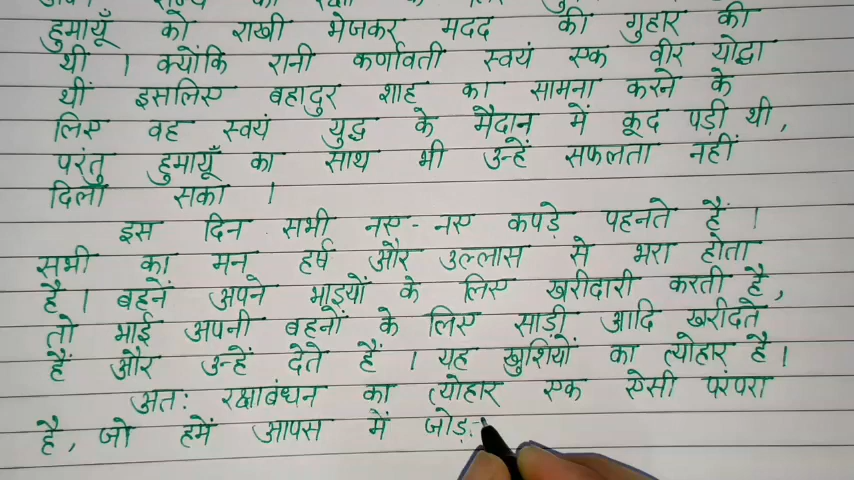 हुमायूँ को राखी भेजकर मदद की गुहार की
थी । क्योंकि रानी कर्णावती स्वयं एक वीर योद्धा
थीं इसलिए बहादुर शाह का सामना करने के
लिए वह स्वयं युद्ध के मैदान में कूद पड़ी थी,
परंतु हुमायूँ का साथ भी उन्हें सफलता नहीं
दिला सका ।
इस दिन सभी नए-नए कपड़े पहनते हैं ।
सभी का मन हर्ष और उल्लास से भरा होता
है । बहनें अपने भाइयों के लिए खरीदारी करती है,
तो भाई अपनी बहनों के लिए साड़ी आदि खरीदते
हैं और उन्हें देते हैं । यह खुशियों का त्योहार है ।
अतः रक्षाबंधन का त्योहार एक ऐसी परंपरा
है, जो हमें आपस में जोड़